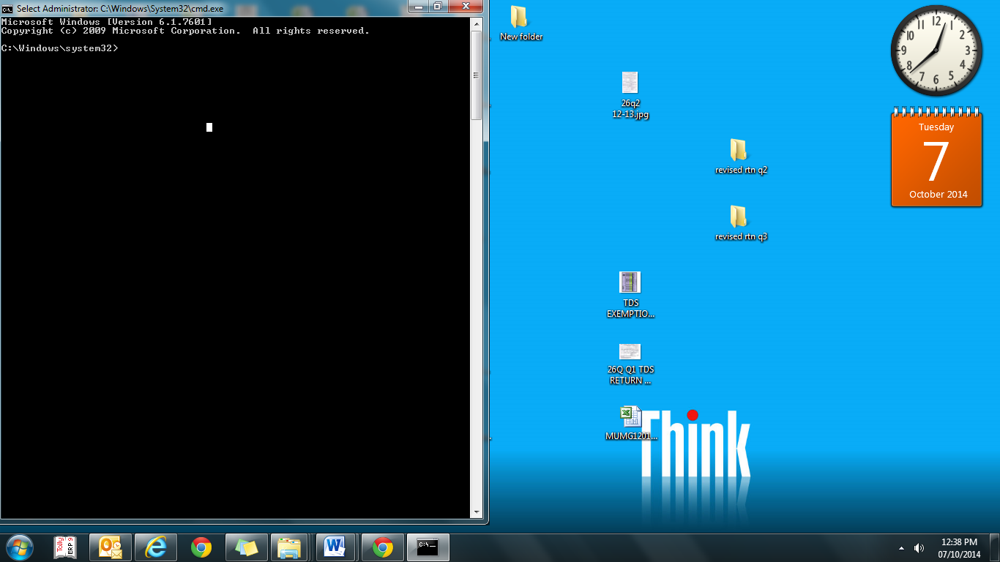 Select Administrator: C:\Windows\System32\cmd.exe
Microsoft Windows [Version 6.1.7601]
Copyright (c) 2009 Microsoft Corporation.  All rights reserved.
C:\Windows\system32>
New folder
26q2
12-13.jpg
revised rtn q2
revised rtn q3
TDS
EXEMPTIO...
26Q Q1 TDS
RETURN ...
MUMG1201...
Think
12
1
2
3
4
5
6
7
8
9
10
11
Tuesday
7
October 2014
Tally
ERP 9
12:38 PM
07/10/2014